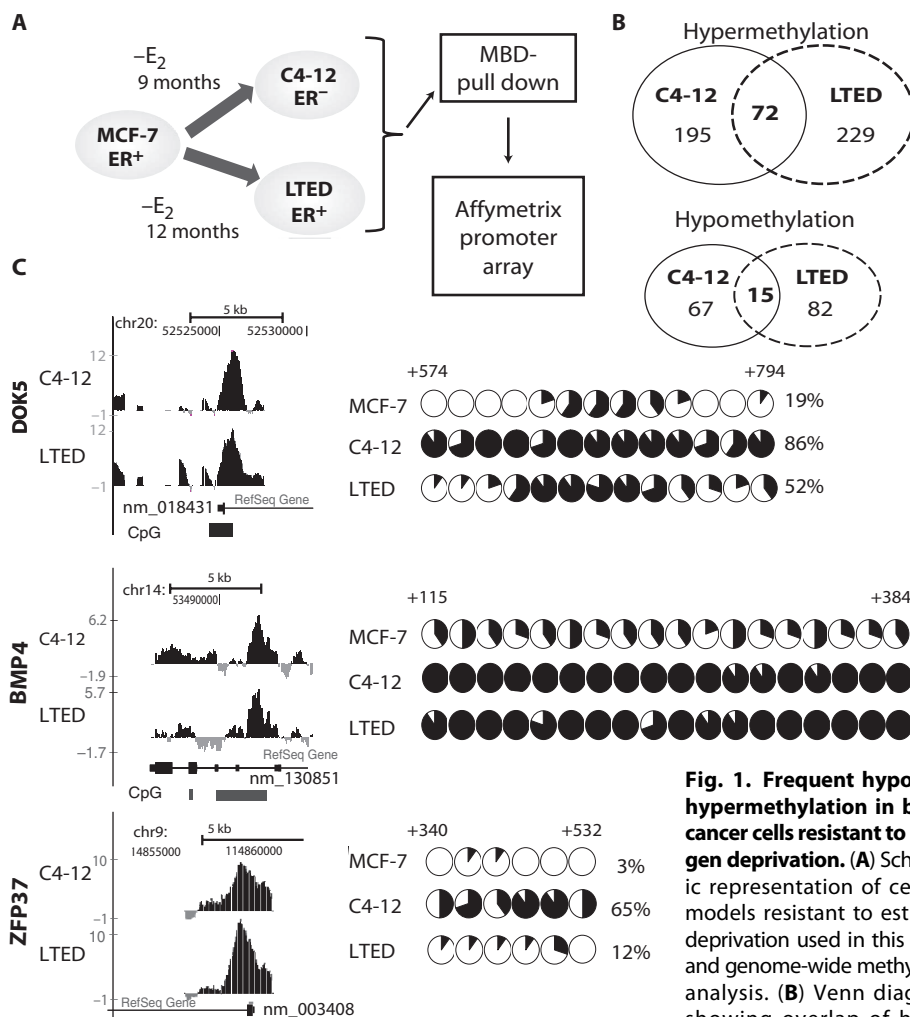 A
−E2
9 months
C4-12
ER−
MCF-7
ER+
LTED
ER+
−E2
12 months
MBD-
pull down
Affymetrix
promoter
array
B
Hypermethylation
C4-12
195
72
LTED
229
Hypomethylation
C4-12
67
15
LTED
82
C
DOK5
5 kb
chr20:
52525000
52530000
12
C4-12
−1
12
LTED
−1
nm_018431
RefSeq Gene
CpG
+574
+794
MCF-7
19%
C4-12
86%
LTED
52%
BMP4
5 kb
chr14:
53490000
6.2
C4-12
−1.9
5.7
LTED
−1.7
RefSeq Gene
nm_130851
CpG
+115
+384
MCF-7
C4-12
LTED
ZFP37
chr9:
5 kb
14855000
114860000
10
C4-12
−1
10
LTED
−1
RefSeq Gene
nm_003408
+340
+532
MCF-7
3%
C4-12
65%
LTED
12%
Fig. 1. Frequent hypo
hypermethylation in b
cancer cells resistant to
gen deprivation. (A) Sch
ic representation of ce
models resistant to est
deprivation used in this
and genome-wide methy
analysis. (B) Venn diag
showing overlap of h